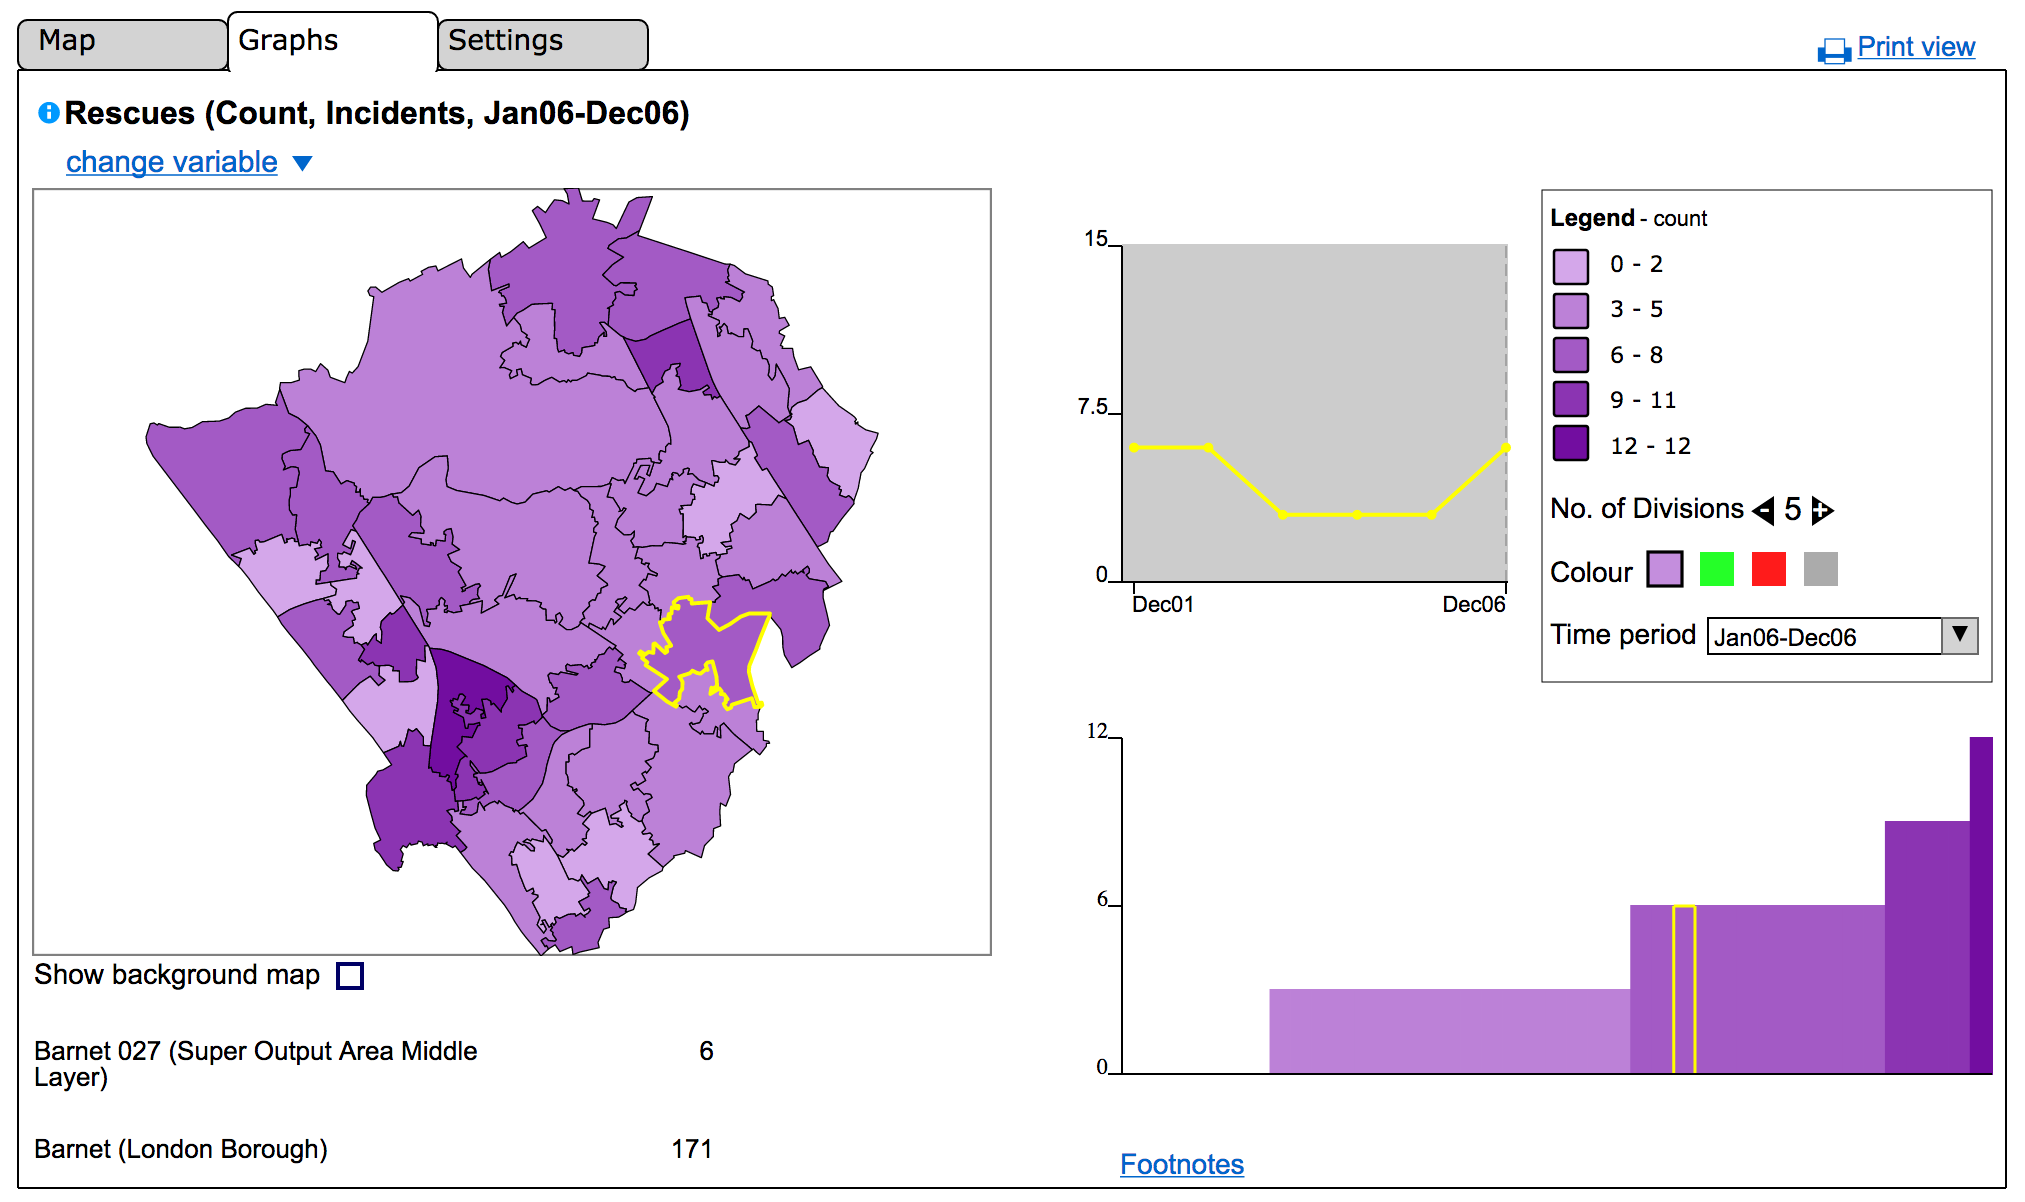 Map
Graphs
Settings
Print view
Rescues (Count, Incidents, Jan06-Dec06)
change variable
15
7.5
0
Dec01
Dec06
Legend - count
0 - 2
3 - 5
6 - 8
9 - 11
12 - 12
No. of Divisions - 5 +
Colour
Time period Jan06-Dec06
12
6
0
Show background map
Barnet 027 (Super Output Area Middle
Layer)
6
Barnet (London Borough)
171
Footnotes